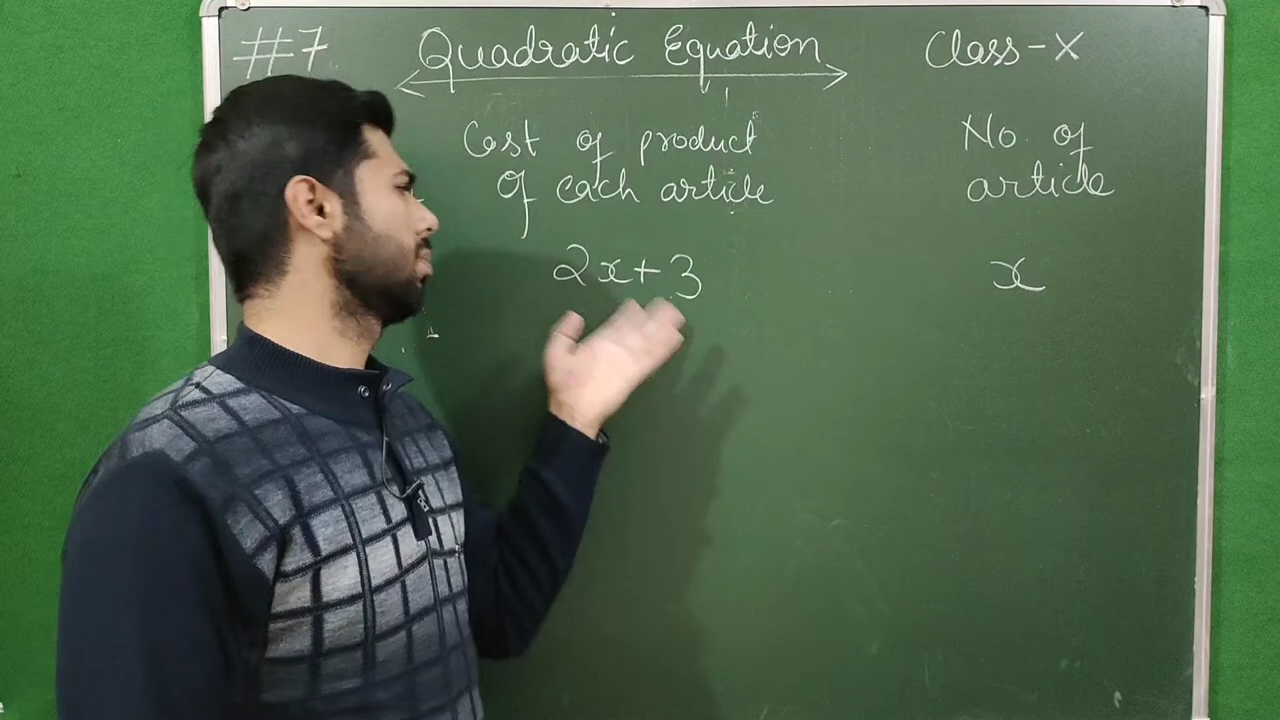 #7 Quadratic Equation Class-X
Cost of product
of each article
No. of
article
2x+3
x